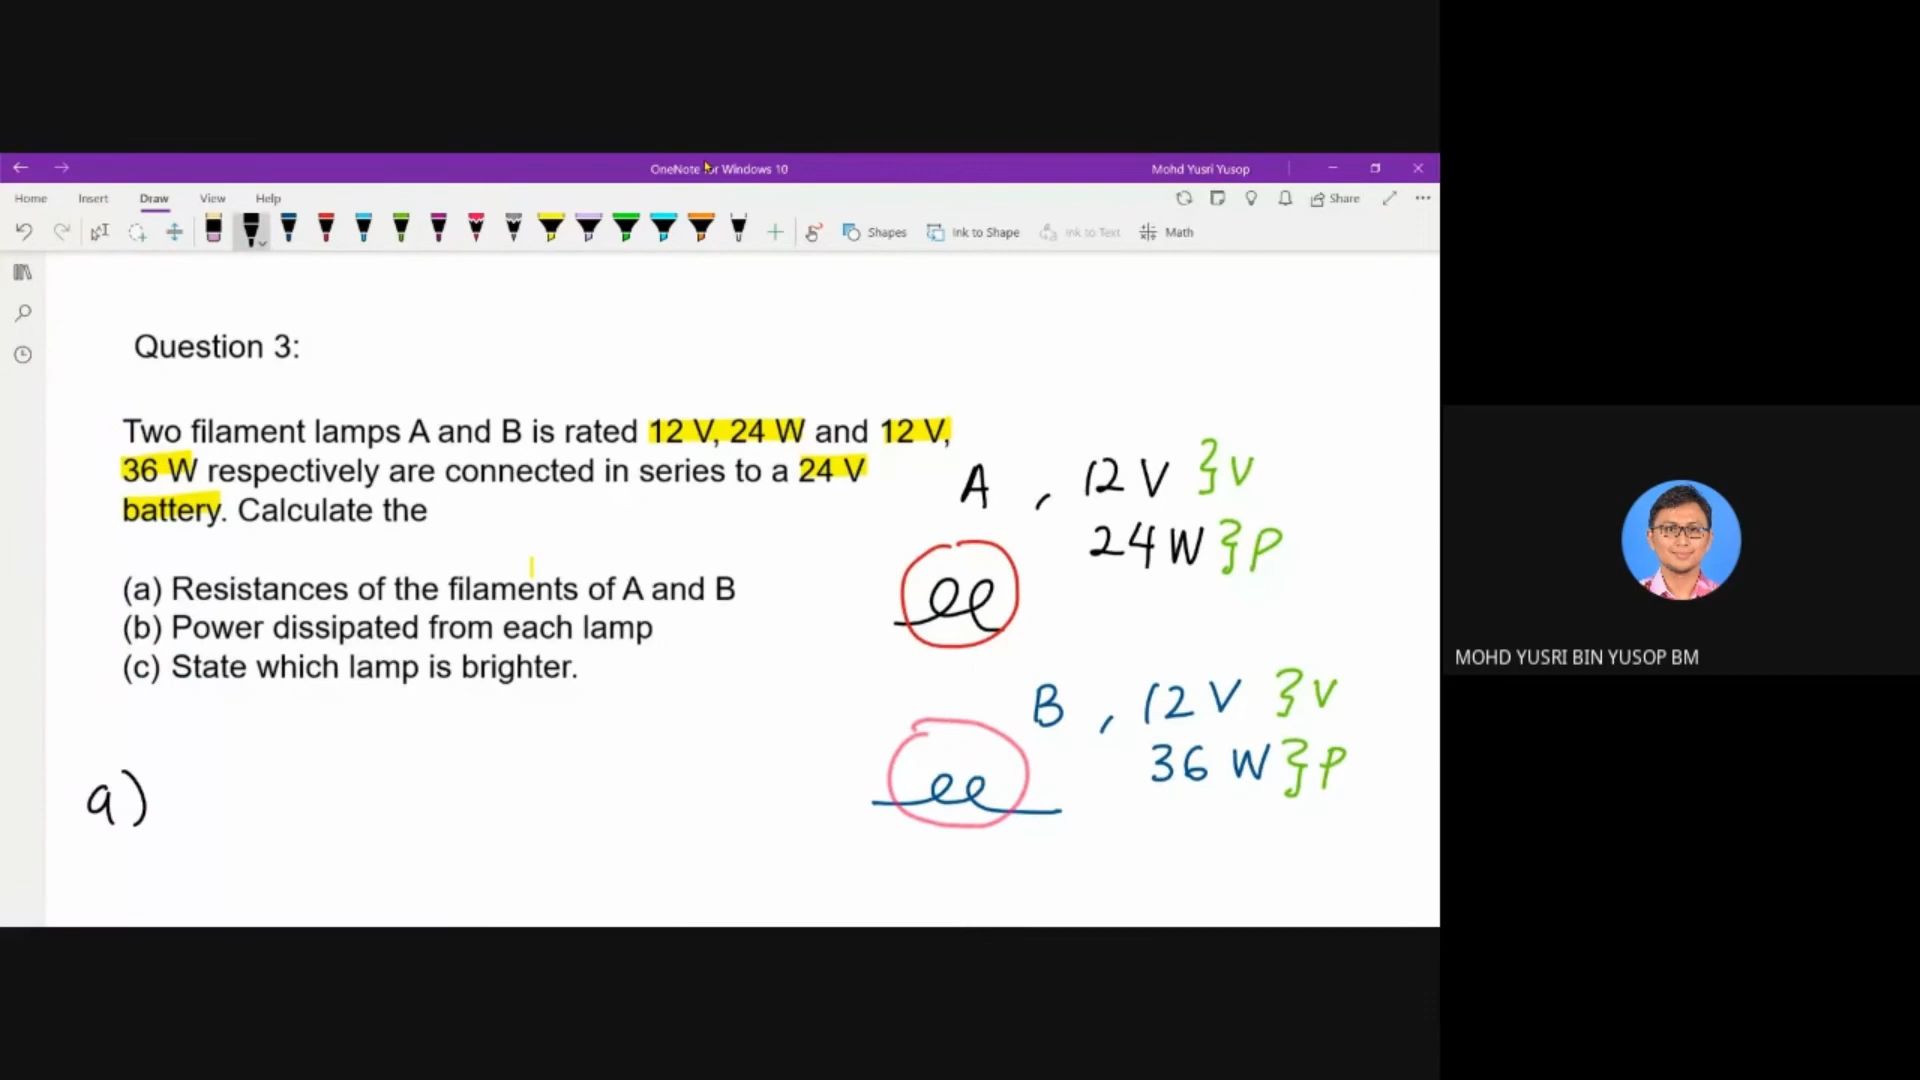 OneNote for Windows 10
Mohd Yusri Yusop
Home Insert Draw View Help
Share
Shapes Ink to Shape Ink to Text Math
Question 3:
Two filament lamps A and B is rated 12 V, 24 W and 12 V,
36 W respectively are connected in series to a 24 V
battery. Calculate the
(a) Resistances of the filaments of A and B
(b) Power dissipated from each lamp
(c) State which lamp is brighter.
A , 12 V } V
24 W } P
B , 12 V } V
36 W } P
a)
MOHD YUSRI BIN YUSOP BM